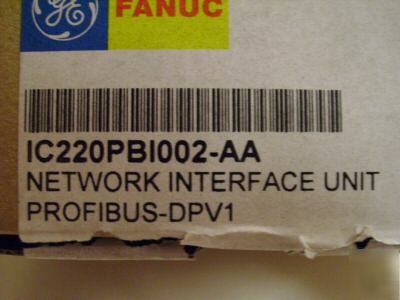 GE
FANUC
IC220PBI002-AA
NETWORK INTERFACE UNIT
PROFIBUS-DPV1